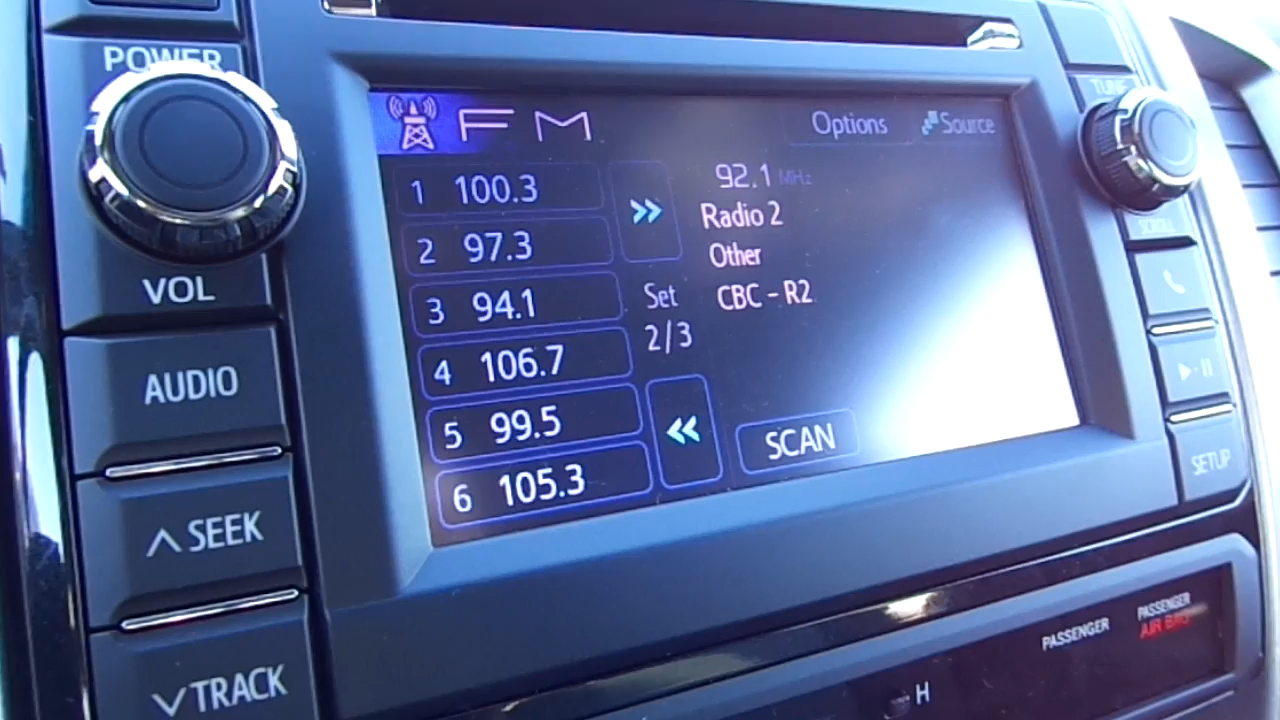 POWER
VOL
AUDIO
∧ SEEK
∨ TRACK
FM
Options
Source
1 100.3
2 97.3
3 94.1
4 106.7
5 99.5
6 105.3
>>
Set
2/3
<<
92.1 MHz
Radio 2
Other
CBC - R2
SCAN
TUNE
SCROLL
SETUP
PASSENGER
PASSENGER
AIR BAG
H